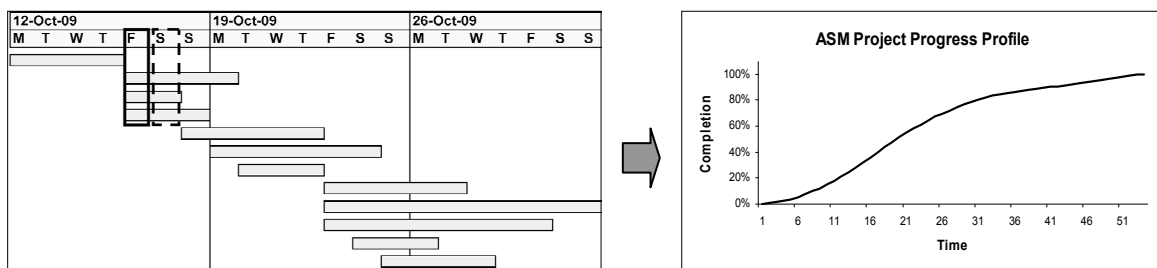 12-Oct-09 19-Oct-09 26-Oct-09
M T W T F S S M T W T F S S M T W T F S S
ASM Project Progress Profile
100%
80%
60%
40%
20%
0%
Completion
1 6 11 16 21 26 31 36 41 46 51
Time